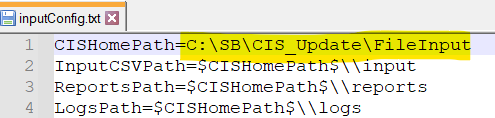 inputConfig.txt
1 CISHomePath=C:\SB\CIS_Update\FileInput
2 InputCSVPath=$CISHomePath$\\input
3 ReportsPath=$CISHomePath$\\reports
4 LogsPath=$CISHomePath$\\logs